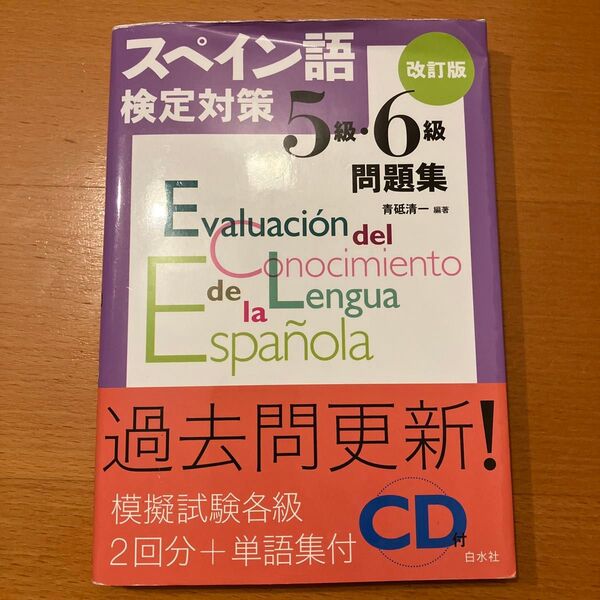 スペイン語
改訂版
検定対策
5級・6級
問題集
青砥清一 編著
Evaluación del
Conocimiento
de la Lengua
Española
過去問更新!
模擬試験各級
2回分+単語集付
CD付
白水社